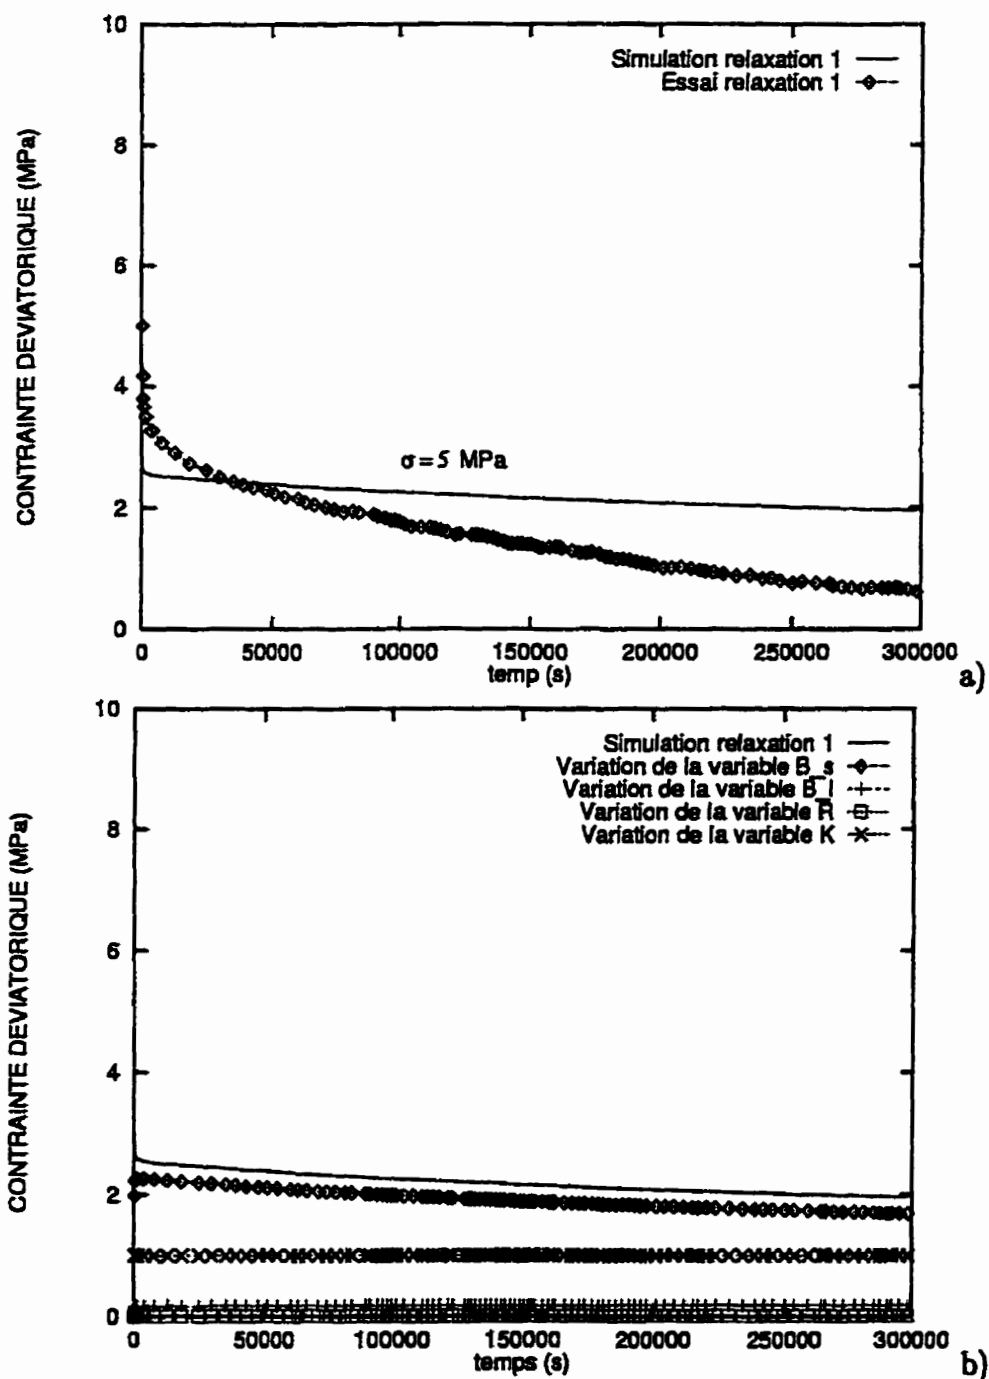 10
Simulation relaxation 1
Essai relaxation 1
8
6
4
2
0
CONTRAINTE DEVIATORIQUE (MPa)
σ=5 MPa
0 50000 100000 150000 200000 250000 300000
temp (s)
a)
10
Simulation relaxation 1
Variation de la variable B_s
Variation de la variable B_l
Variation de la variable R
Variation de la variable K
8
6
4
2
0
CONTRAINTE DEVIATORIQUE (MPa)
0 50000 100000 150000 200000 250000 300000
temps (s)
b)